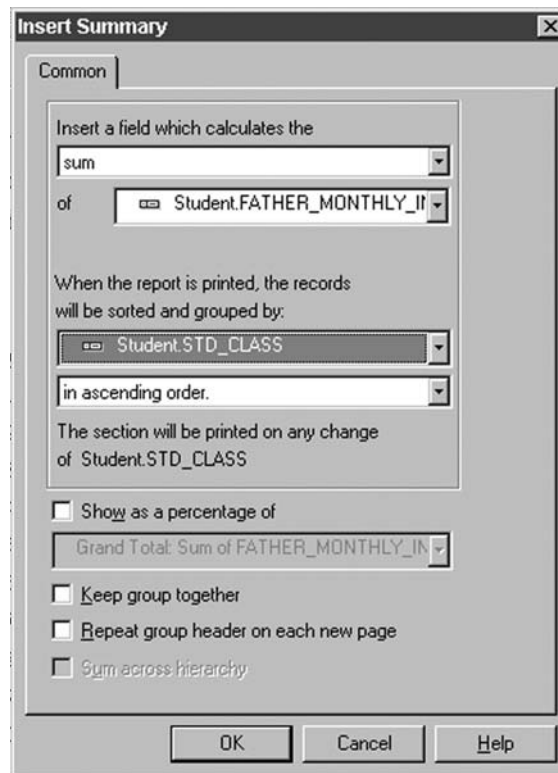 Insert Summary
Common
Insert a field which calculates the
sum
of Student.FATHER_MONTHLY_IN
When the report is printed, the records
will be sorted and grouped by:
Student.STD_CLASS
in ascending order.
The section will be printed on any change
of Student.STD_CLASS
Show as a percentage of
Grand Total: Sum of FATHER_MONTHLY_IN
Keep group together
Repeat group header on each new page
Sum across hierarchy
OK Cancel Help